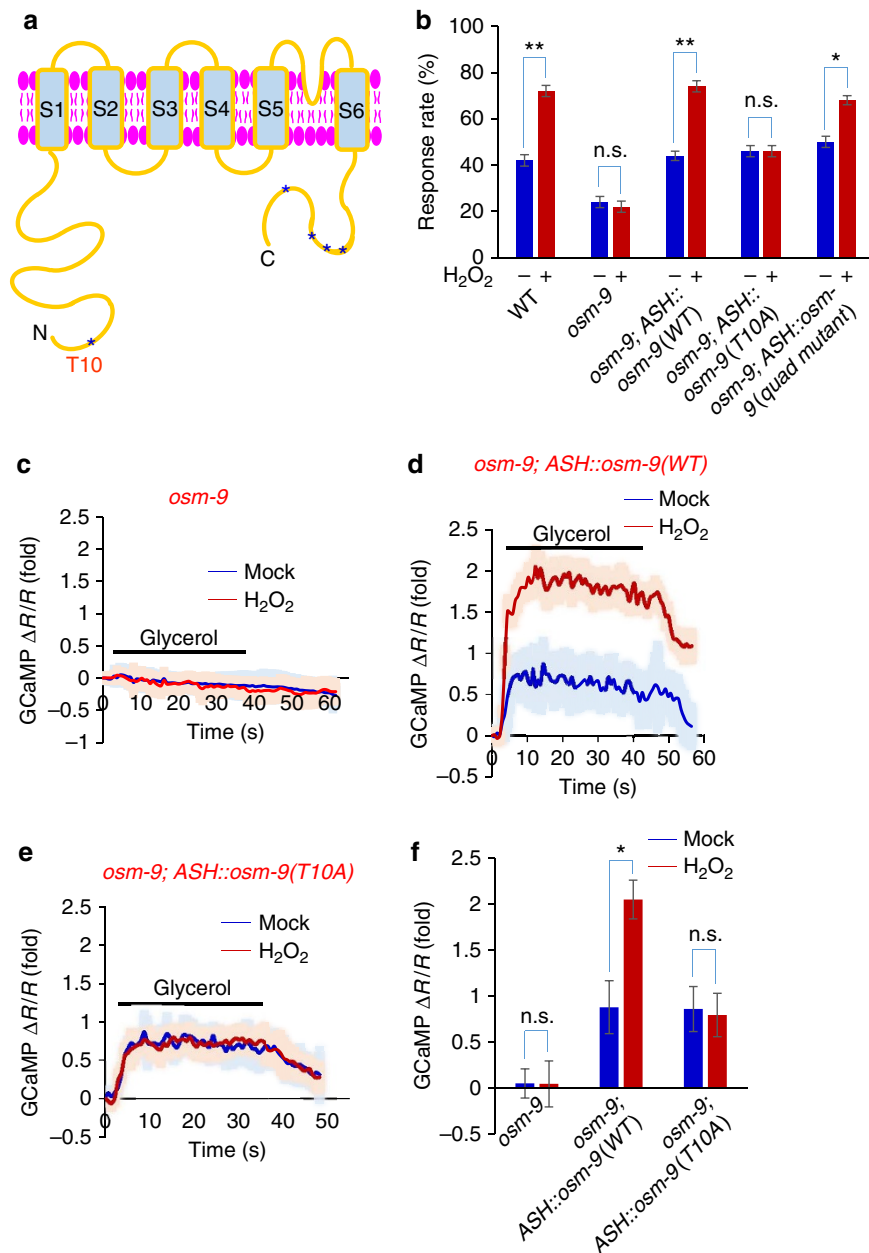 a
S1 S2 S3 S4 S5 S6
* * * *
C
N
*
T10
b
Response rate (%)
100
80
60
40
20
0
** n.s. ** n.s. *
H₂O₂ − + − + − + − + − +
WT
osm-9
osm-9; ASH::
osm-9(WT)
osm-9; ASH::
osm-9(T10A)
osm-9; ASH::osm-
9(quad mutant)
c
osm-9
GCaMP ΔR/R (fold)
2.5
2
1.5
1
0.5
0
−0.5
−1
Mock
H₂O₂
Glycerol
0 10 20 30 40 50 60
Time (s)
d
osm-9; ASH::osm-9(WT)
Mock
H₂O₂
GCaMP ΔR/R (fold)
2.5
2
1.5
1
0.5
0
−0.5
Glycerol
0 10 20 30 40 50 60
Time (s)
e
osm-9; ASH::osm-9(T10A)
GCaMP ΔR/R (fold)
2.5
2
1.5
1
0.5
0
−0.5
Mock
H₂O₂
Glycerol
0 10 20 30 40 50
Time (s)
f
Mock
H₂O₂
GCaMP ΔR/R (fold)
2.5
2
1.5
1
0.5
0
−0.5
n.s. * n.s.
osm-9
osm-9;
ASH::osm-9(WT)
osm-9;
ASH::osm-9(T10A)